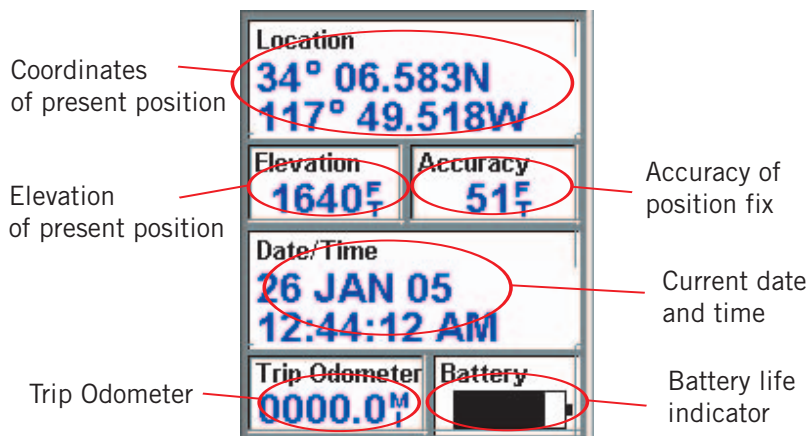 Location
34° 06.583N
117° 49.518W
Coordinates
of present position
Elevation
1640FT
Accuracy
51FT
Elevation
of present position
Accuracy of
position fix
Date/Time
26 JAN 05
12:44:12 AM
Current date
and time
Trip Odometer
Trip Odometer
0000.0MI
Battery
Battery life
indicator